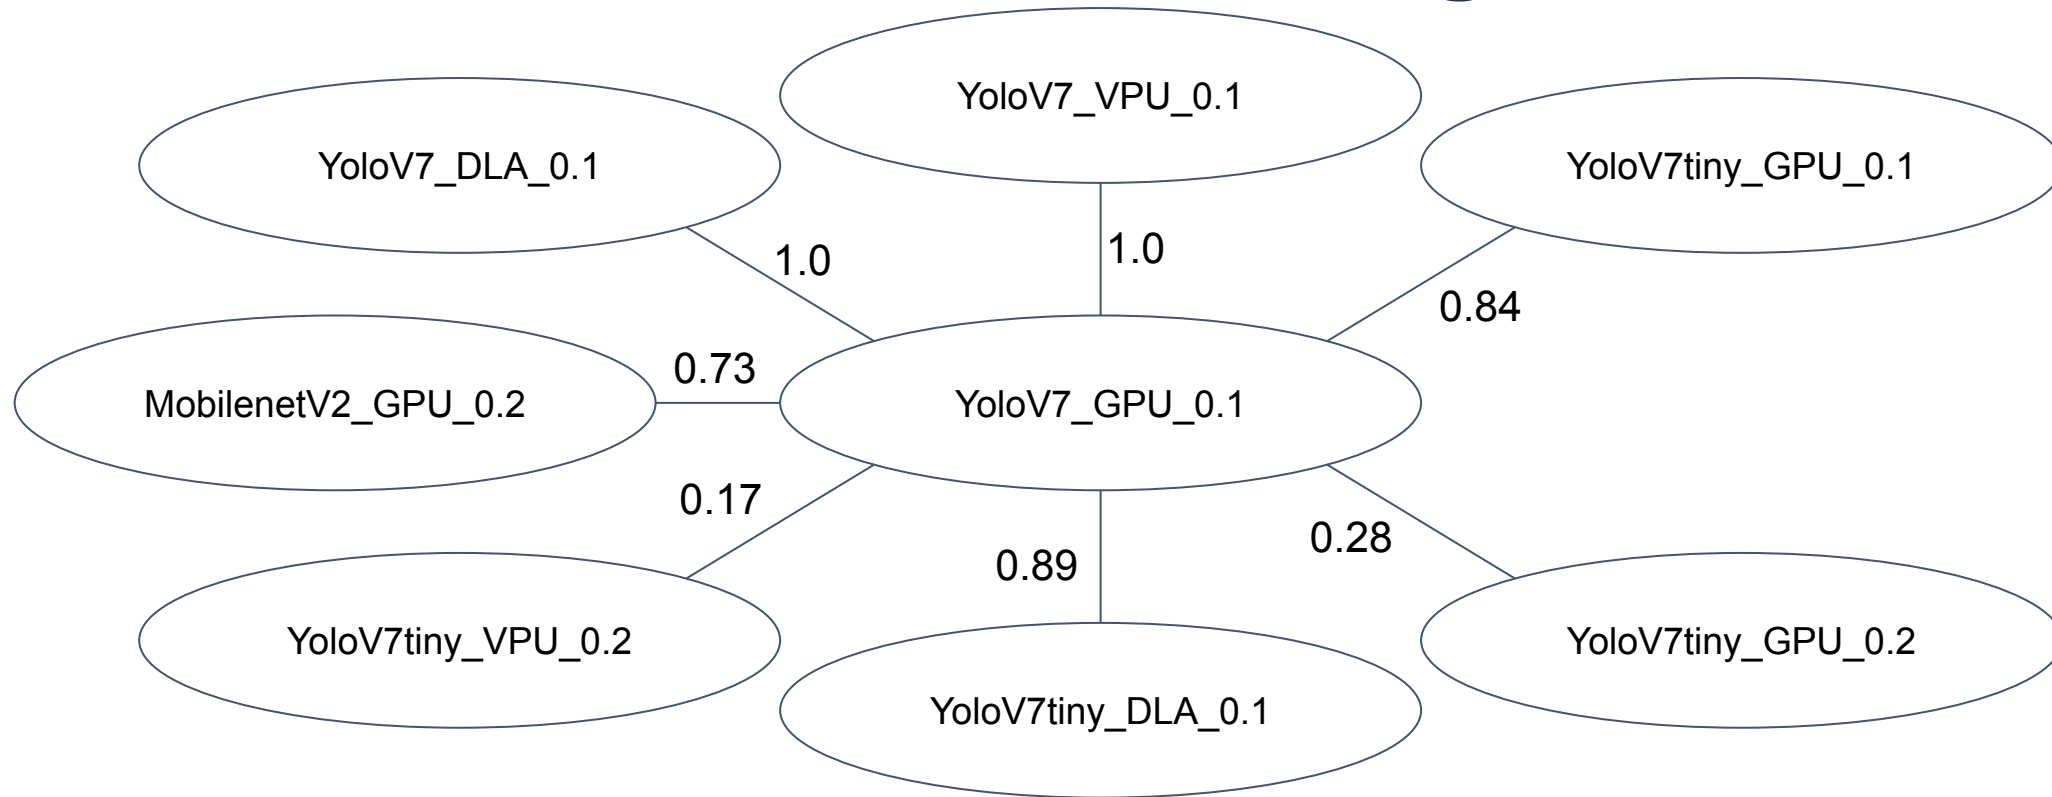 YoloV7_VPU_0.1
YoloV7_DLA_0.1
YoloV7tiny_GPU_0.1
1.0
1.0
0.84
0.73
MobilenetV2_GPU_0.2
YoloV7_GPU_0.1
0.17
0.89
0.28
YoloV7tiny_VPU_0.2
YoloV7tiny_GPU_0.2
YoloV7tiny_DLA_0.1